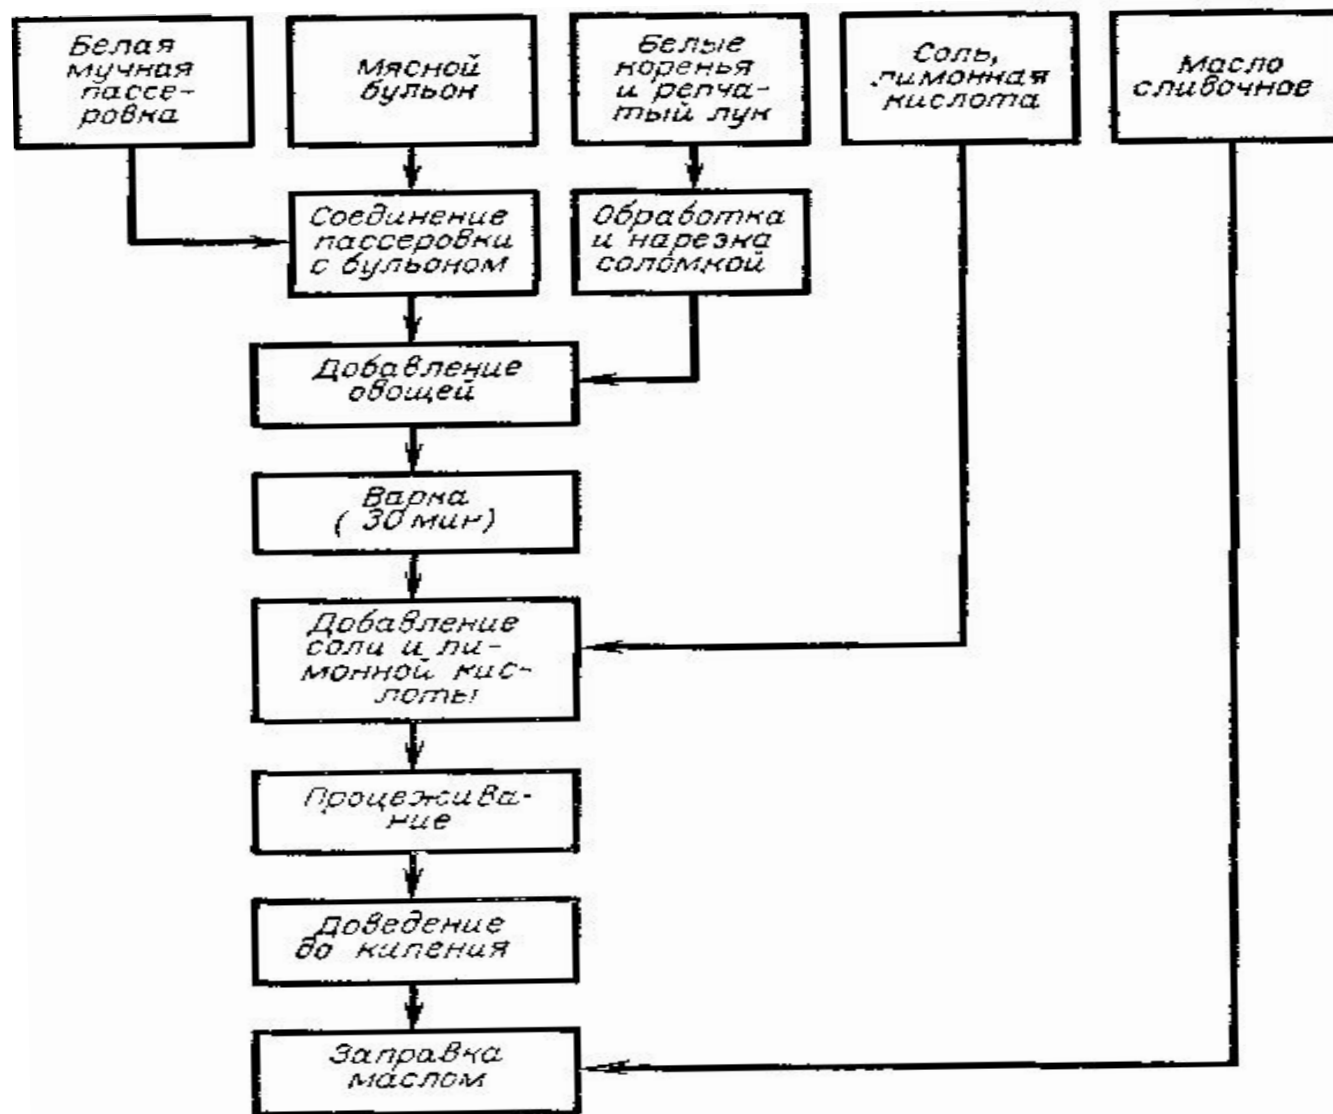 Белая
мучная
пассе-
ровка
Мясной
бульон
Белые
коренья
и репча-
тый лук
Соль,
лимонная
кислота
Масло
сливочное
Соединение
пассеровки
с бульоном
Обработка
и нарезка
соломкой
Добавление
овощей
Варка
(30 мин)
Добавление
соли и ли-
монной кис-
лоты
Процежива-
ние
Доведение
до кипения
Заправка
маслом